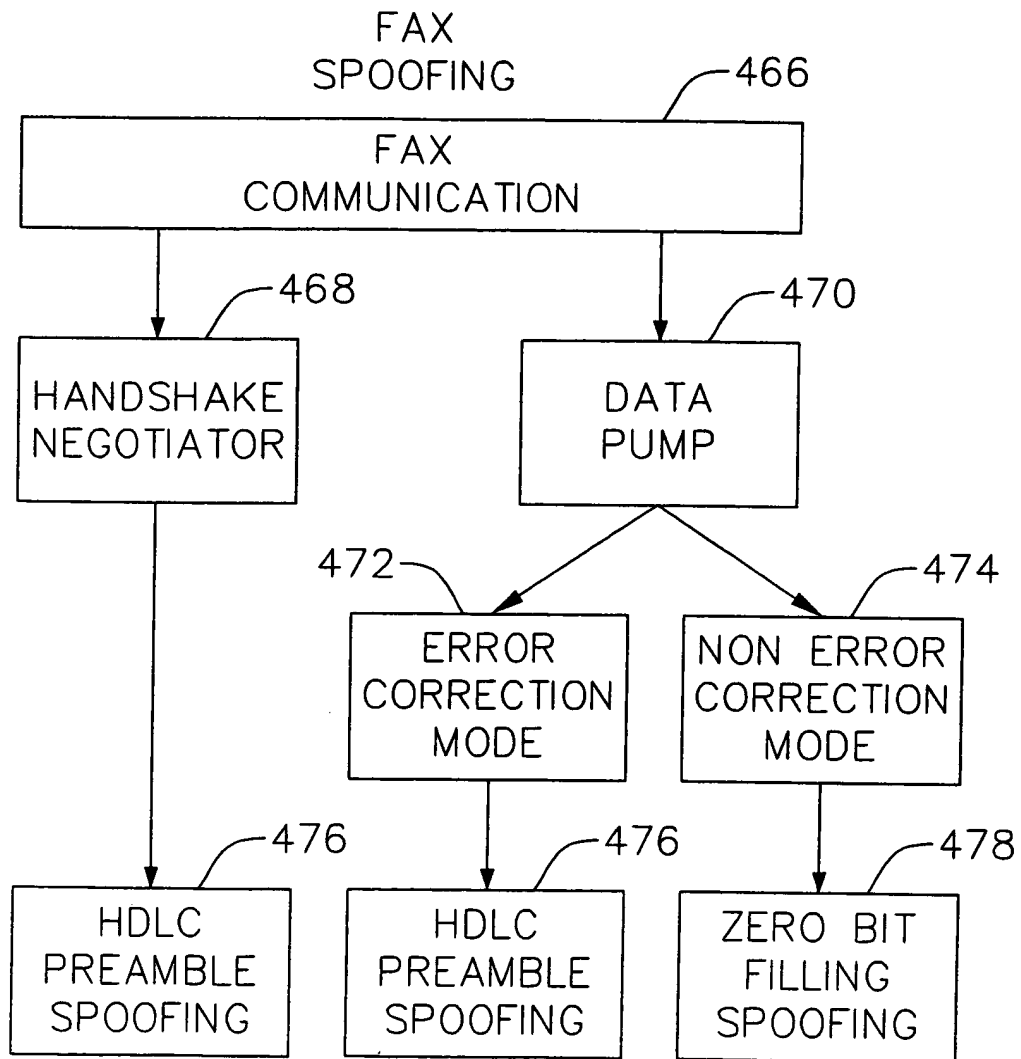 FAX
SPOOFING
466
FAX
COMMUNICATION
468
470
HANDSHAKE
NEGOTIATOR
DATA
PUMP
472
474
ERROR
CORRECTION
MODE
NON ERROR
CORRECTION
MODE
476
476
478
HDLC
PREAMBLE
SPOOFING
HDLC
PREAMBLE
SPOOFING
ZERO BIT
FILLING
SPOOFING